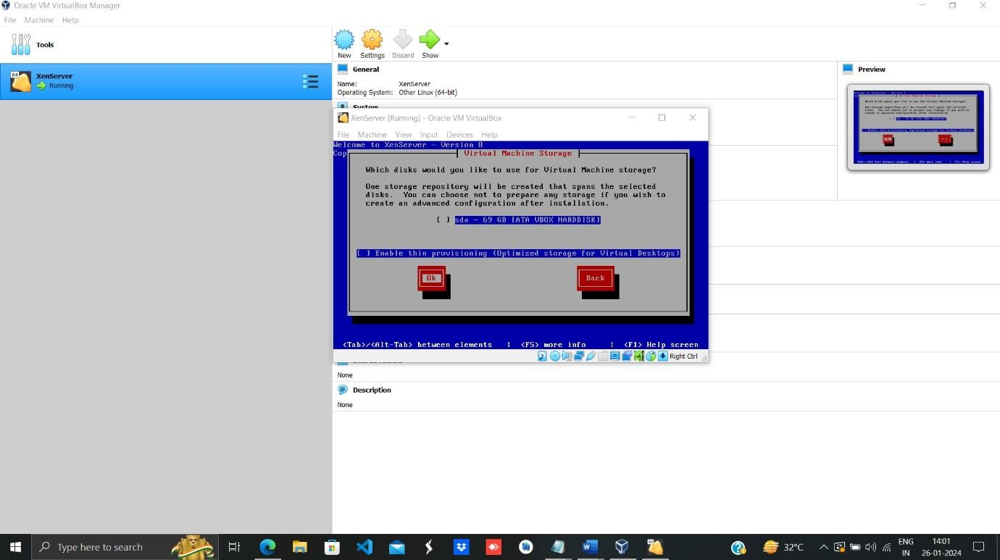 Oracle VM VirtualBox Manager
File Machine Help
Tools
New Settings Discard Show
64
XenServer
Running
General
Name: XenServer
Operating System: Other Linux (64-bit)
Preview
XenServer [Running] - Oracle VM VirtualBox
File Machine View Input Devices Help
Welcome to XenServer - Version 8
Cop
Virtual Machine Storage
Which disks would you like to use for Virtual Machine storage?
One storage repository will be created that spans the selected
disks. You can choose not to prepare any storage if you wish to
create an advanced configuration after installation.
[ ] sda - 69 GB [ATA VBOX HARDDISK]
[ ] Enable thin provisioning (Optimized storage for Virtual Desktops)
Ok Back
<Tab>/<Alt-Tab> between elements | <F5> more info | <F1> Help screen
Right Ctrl
None
Description
None
Type here to search
32°C
ENG
IN
14:01
26-01-2024